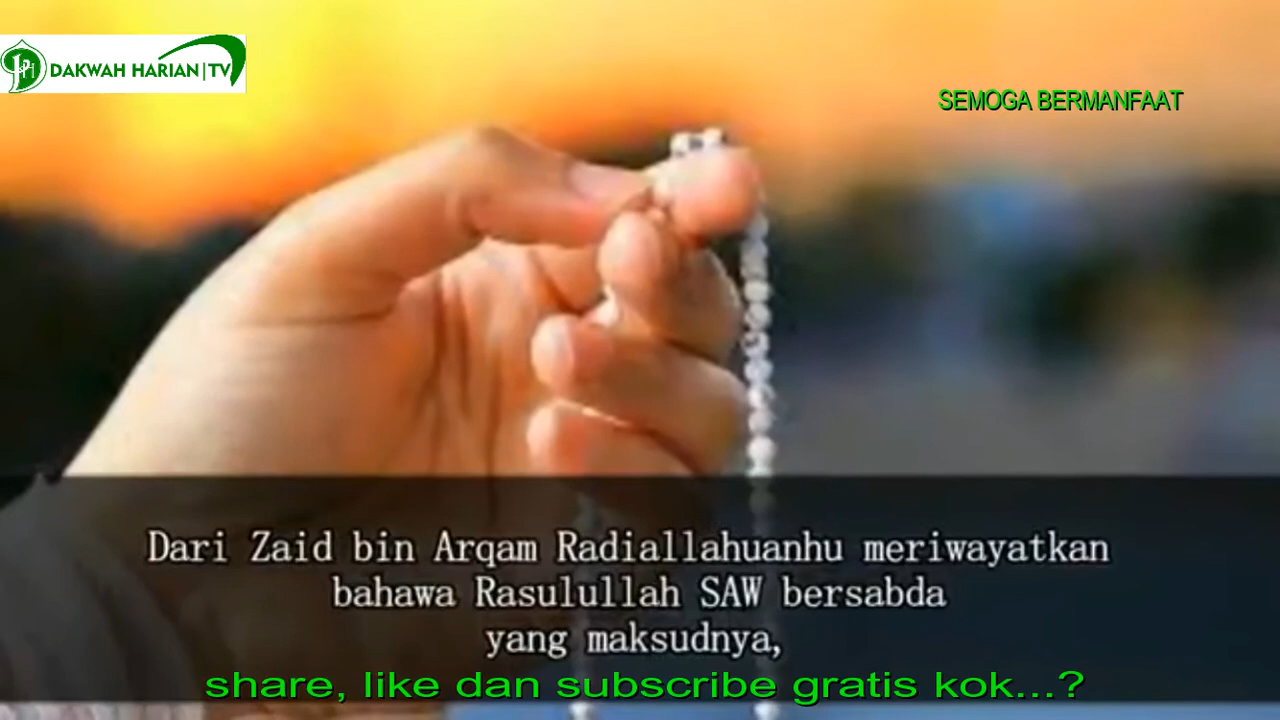 DAKWAH HARIAN|TV
SEMOGA BERMANFAAT
Dari Zaid bin Arqam Radiallahuanhu meriwayatkan
bahawa Rasulullah SAW bersabda
yang maksudnya,
share, like dan subscribe gratis kok...?